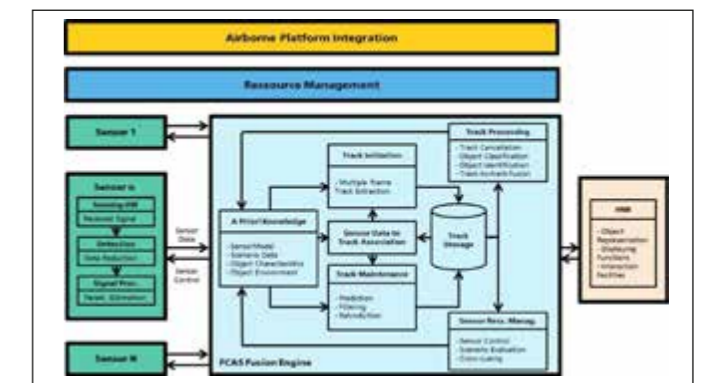 Airborne Platform Integration
Ressource Management
Sensor 1
Sensor n
Sensing HW
Received Signal
Detection
Data Reduction
Signal Proc.
Param. Estimation
Sensor
Data
Sensor
Control
Sensor N
A Priori Knowledge
- Sensor Model
- Scenario Data
- Object Characteristics
- Object Environment
Track Initiation
- Multiple Frame
Track Extraction
Sensor Data to
Track Association
Track Maintenance
- Prediction
- Filtering
- Retrodiction
Track
Storage
Track Processing
- Track Cancellation
- Object Classification
- Object Identification
- Track-to-track Fusion
Sensor Ress. Manag.
- Sensor Control
- Scenario Evaluation
- Cross-cueing
FCAS Fusion Engine
HMI
- Object
Representation
- Displaying
Functions
- Interaction
Facilities